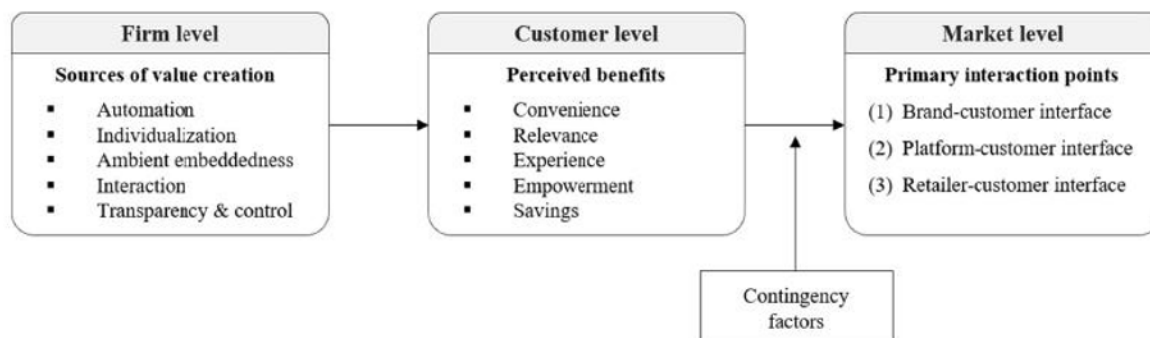 Firm level
Sources of value creation
▪ Automation
▪ Individualization
▪ Ambient embeddedness
▪ Interaction
▪ Transparency & control
Customer level
Perceived benefits
▪ Convenience
▪ Relevance
▪ Experience
▪ Empowerment
▪ Savings
Market level
Primary interaction points
(1) Brand-customer interface
(2) Platform-customer interface
(3) Retailer-customer interface
Contingency
factors